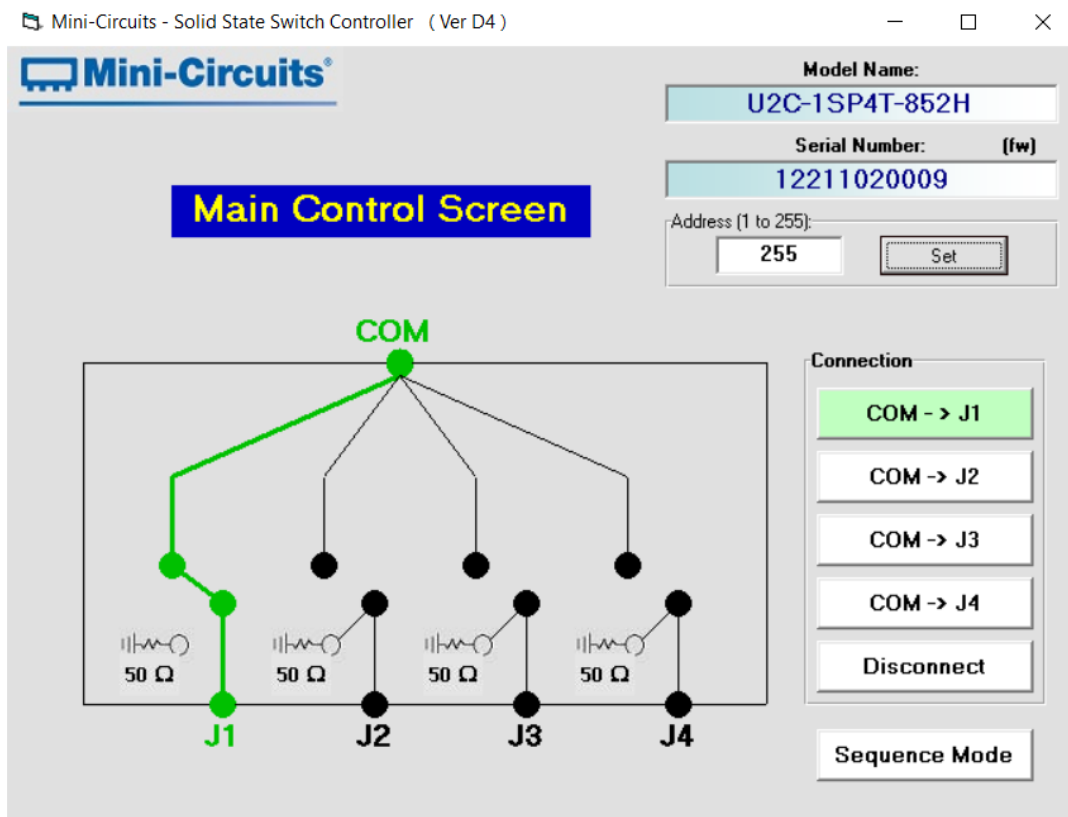 Mini-Circuits - Solid State Switch Controller ( Ver D4 )
Mini-Circuits®
Model Name:
U2C-1SP4T-852H
Serial Number: (fw)
12211020009
Main Control Screen
Address (1 to 255):
255 Set
COM
Connection
COM - > J1
COM -> J2
COM -> J3
COM -> J4
Disconnect
50 Ω 50 Ω 50 Ω 50 Ω
J1 J2 J3 J4
Sequence Mode